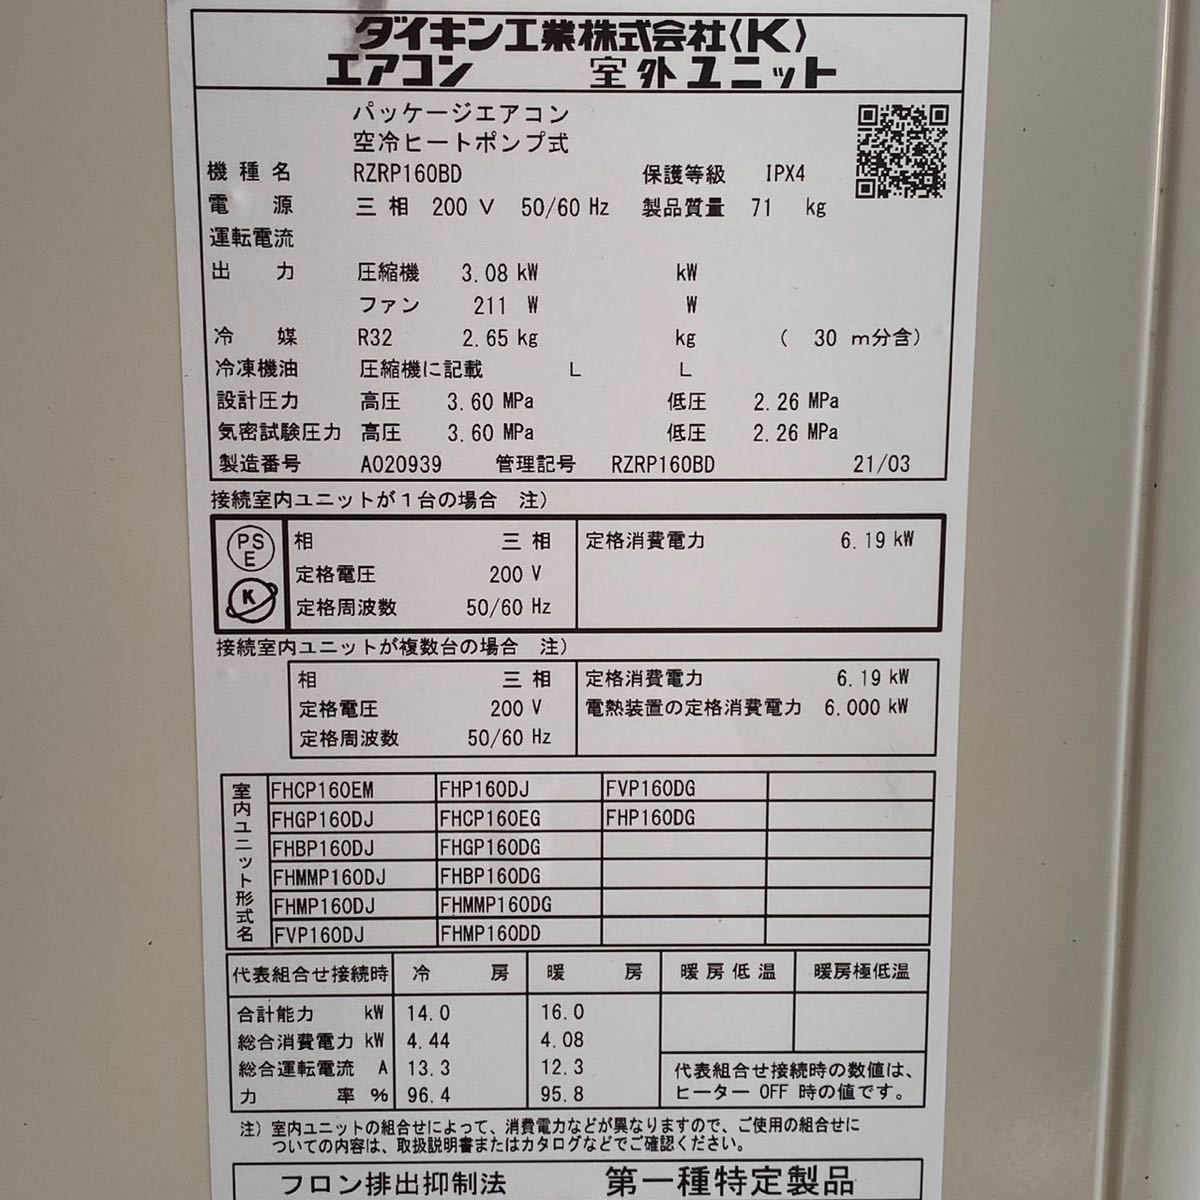 ダイキン工業株式会社〈K〉
エアコン 室外ユニット
パッケージエアコン
空冷ヒートポンプ式
機種名 RZRP160BD 保護等級 IPX4
電源 三相 200 V 50/60 Hz 製品質量 71 kg
運転電流
出力 圧縮機 3.08 kW kW
ファン 211 W W
冷媒 R32 2.65 kg kg ( 30 m分含)
冷凍機油 圧縮機に記載 L L
設計圧力 高圧 3.60 MPa 低圧 2.26 MPa
気密試験圧力 高圧 3.60 MPa 低圧 2.26 MPa
製造番号 A020939 管理記号 RZRP160BD 21/03
接続室内ユニットが1台の場合 注)
PS
E
K
相 三相 定格消費電力 6.19 kW
定格電圧 200 V
定格周波数 50/60 Hz
接続室内ユニットが複数台の場合 注)
相 三相 定格消費電力 6.19 kW
定格電圧 200 V 電熱装置の定格消費電力 6.000 kW
定格周波数 50/60 Hz
室内ユニット形式名
FHCP160EM FHP160DJ FVP160DG
FHGP160DJ FHCP160EG FHP160DG
FHBP160DJ FHGP160DG
FHMMP160DJ FHBP160DG
FHMP160DJ FHMMP160DG
FVP160DJ FHMP160DD
代表組合せ接続時 冷房 暖房 暖房低温 暖房極低温
合計能力 kW 14.0 16.0
総合消費電力 kW 4.44 4.08
総合運転電流 A 13.3 12.3
力率 % 96.4 95.8
代表組合せ接続時の数値は、
ヒーター OFF 時の値です。
注) 室内ユニットの組合せによって、消費電力などが異なりますので、ご使用の組合せに
ついての内容は、取扱説明書またはカタログなどでご確認ください。
フロン排出抑制法 第一種特定製品